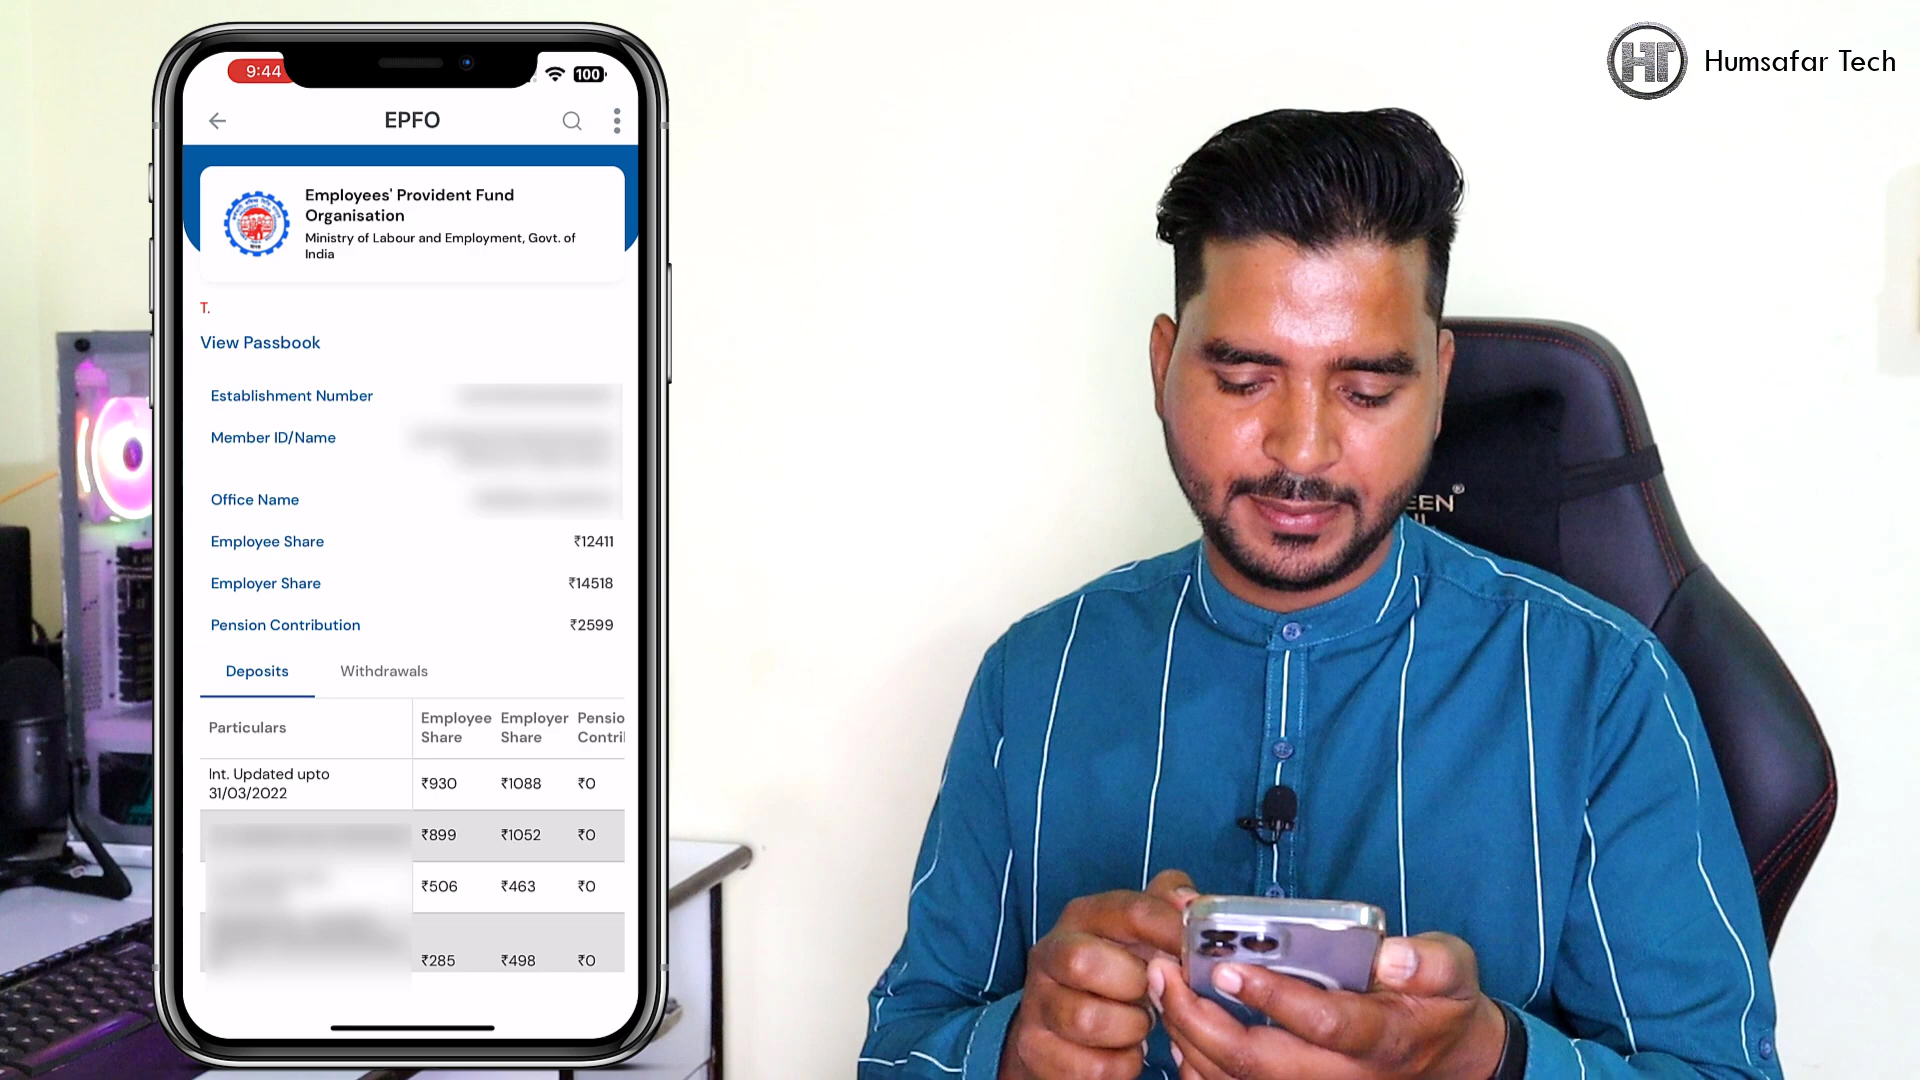 HT Humsafar Tech
9:44
100
EPFO
Employees' Provident Fund
Organisation
Ministry of Labour and Employment, Govt. of
India
T.
View Passbook
Establishment Number
Member ID/Name
Office Name
Employee Share ₹12411
Employer Share ₹14518
Pension Contribution ₹2599
Deposits Withdrawals
Particulars
Employee Employer Pensio
Share Share Contri
Int. Updated upto
31/03/2022
₹930 ₹1088 ₹0
₹899 ₹1052 ₹0
₹506 ₹463 ₹0
₹285 ₹498 ₹0
EEN®